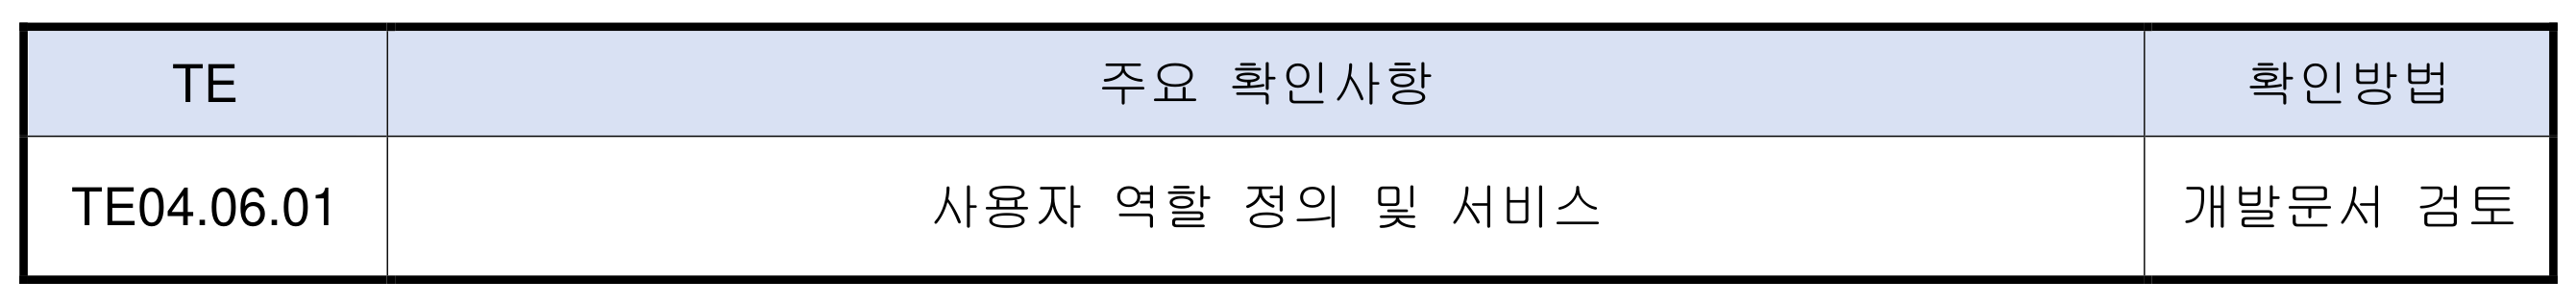 TE 주요 확인사항 확인방법
TE04.06.01 사용자 역할 정의 및 서비스 개발문서 검토